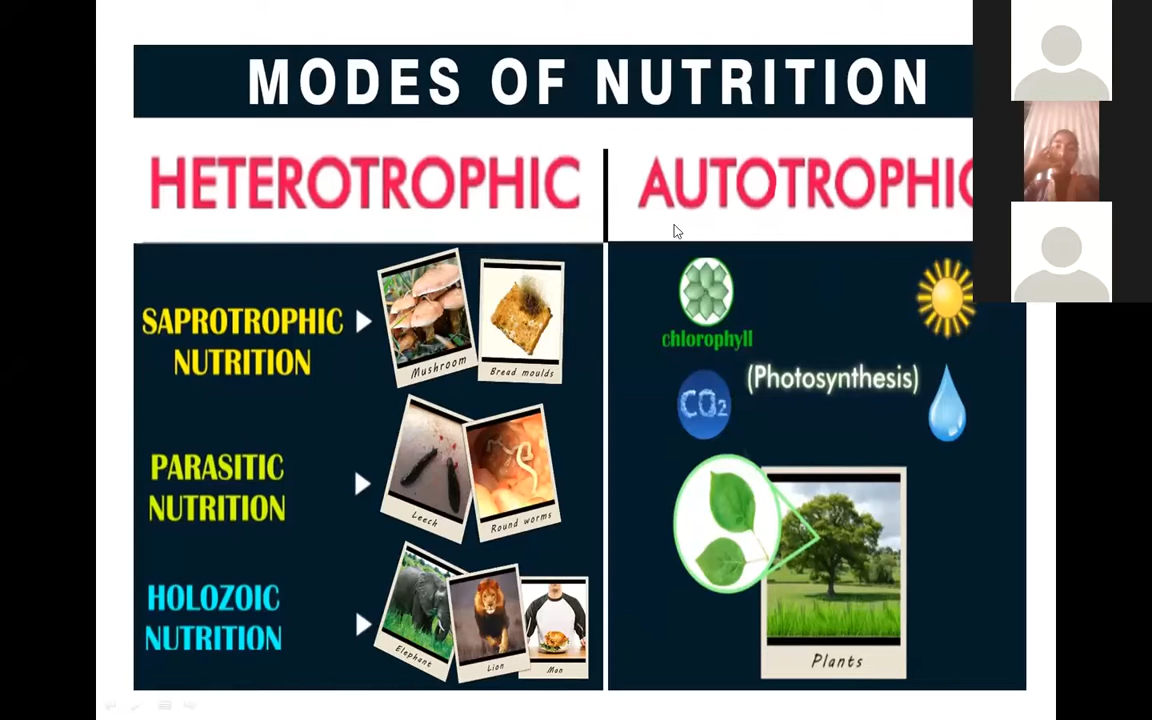 MODES OF NUTRITION
HETEROTROPHIC
AUTOTROPHIC
SAPROTROPHIC
NUTRITION
Mushroom
Bread moulds
PARASITIC
NUTRITION
Leech
Round worms
HOLOZOIC
NUTRITION
Elephant
Lion
Man
chlorophyll
(Photosynthesis)
CO2
Plants